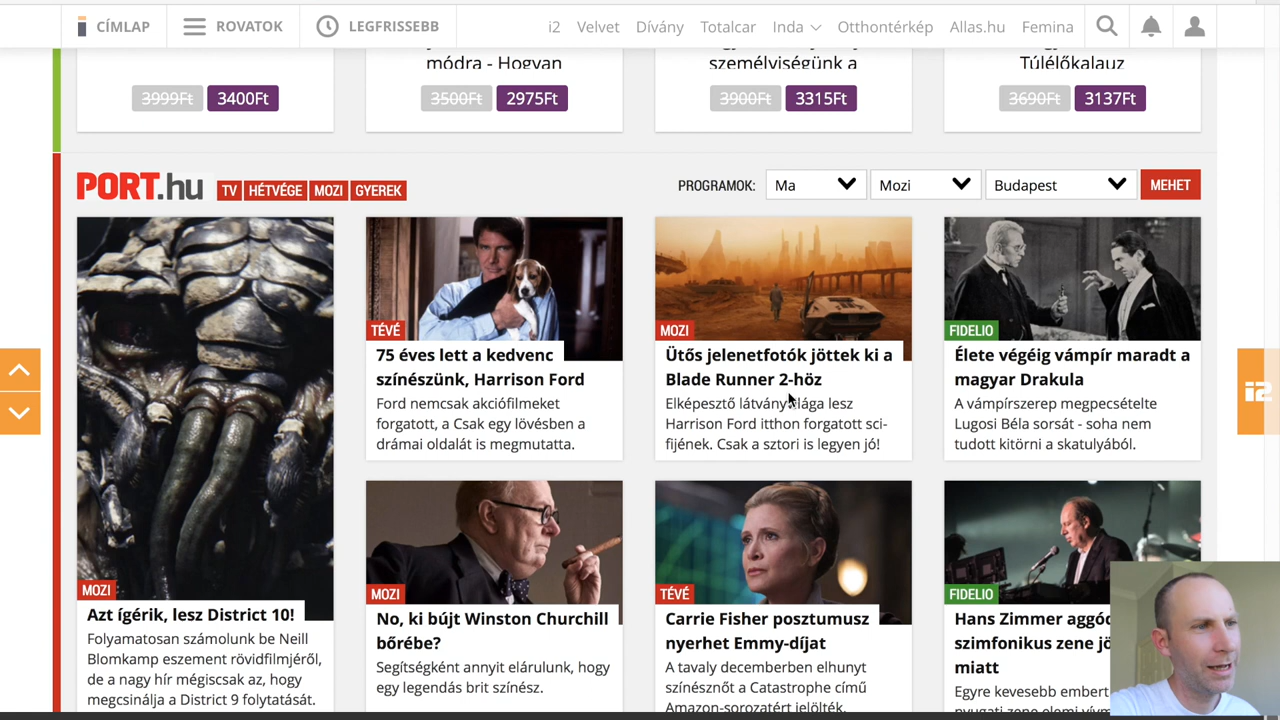 CÍMLAP
ROVATOK
LEGFRISSEBB
i2 Velvet Dívány Totalcar Inda Otthontérkép Allas.hu Femina
módra - Hogyan
személyiségünk a
Túlélőkalauz
3999Ft 3400Ft
3500Ft 2975Ft
3900Ft 3315Ft
3690Ft 3137Ft
PORT.hu TV HÉTVÉGE MOZI GYEREK
PROGRAMOK: Ma Mozi Budapest MEHET
MOZI
Azt ígérik, lesz District 10!
Folyamatosan számolunk be Neill
Blomkamp eszement rövidfilmjéről,
de a nagy hír mégiscsak az, hogy
megcsinálja a District 9 folytatását.
TÉVÉ
75 éves lett a kedvenc
színészünk, Harrison Ford
Ford nemcsak akciófilmeket
forgatott, a Csak egy lövésben a
drámai oldalát is megmutatta.
MOZI
Ütős jelenetfotók jöttek ki a
Blade Runner 2-höz
Elképesztő látványvilága lesz
Harrison Ford itthon forgatott sci-
fijének. Csak a sztori is legyen jó!
FIDELIO
Élete végéig vámpír maradt a
magyar Drakula
A vámpírszerep megpecsételte
Lugosi Béla sorsát - soha nem
tudott kitörni a skatulyából.
MOZI
No, ki bújt Winston Churchill
bőrébe?
Segítségként annyit elárulunk, hogy
egy legendás brit színész.
TÉVÉ
Carrie Fisher posztumusz
nyerhet Emmy-díjat
A tavaly decemberben elhunyt
színésznőt a Catastrophe című
Amazon-sorozatért jelölték.
FIDELIO
Hans Zimmer
szimfonikus zene
miatt
Egyre kevesebb
i2